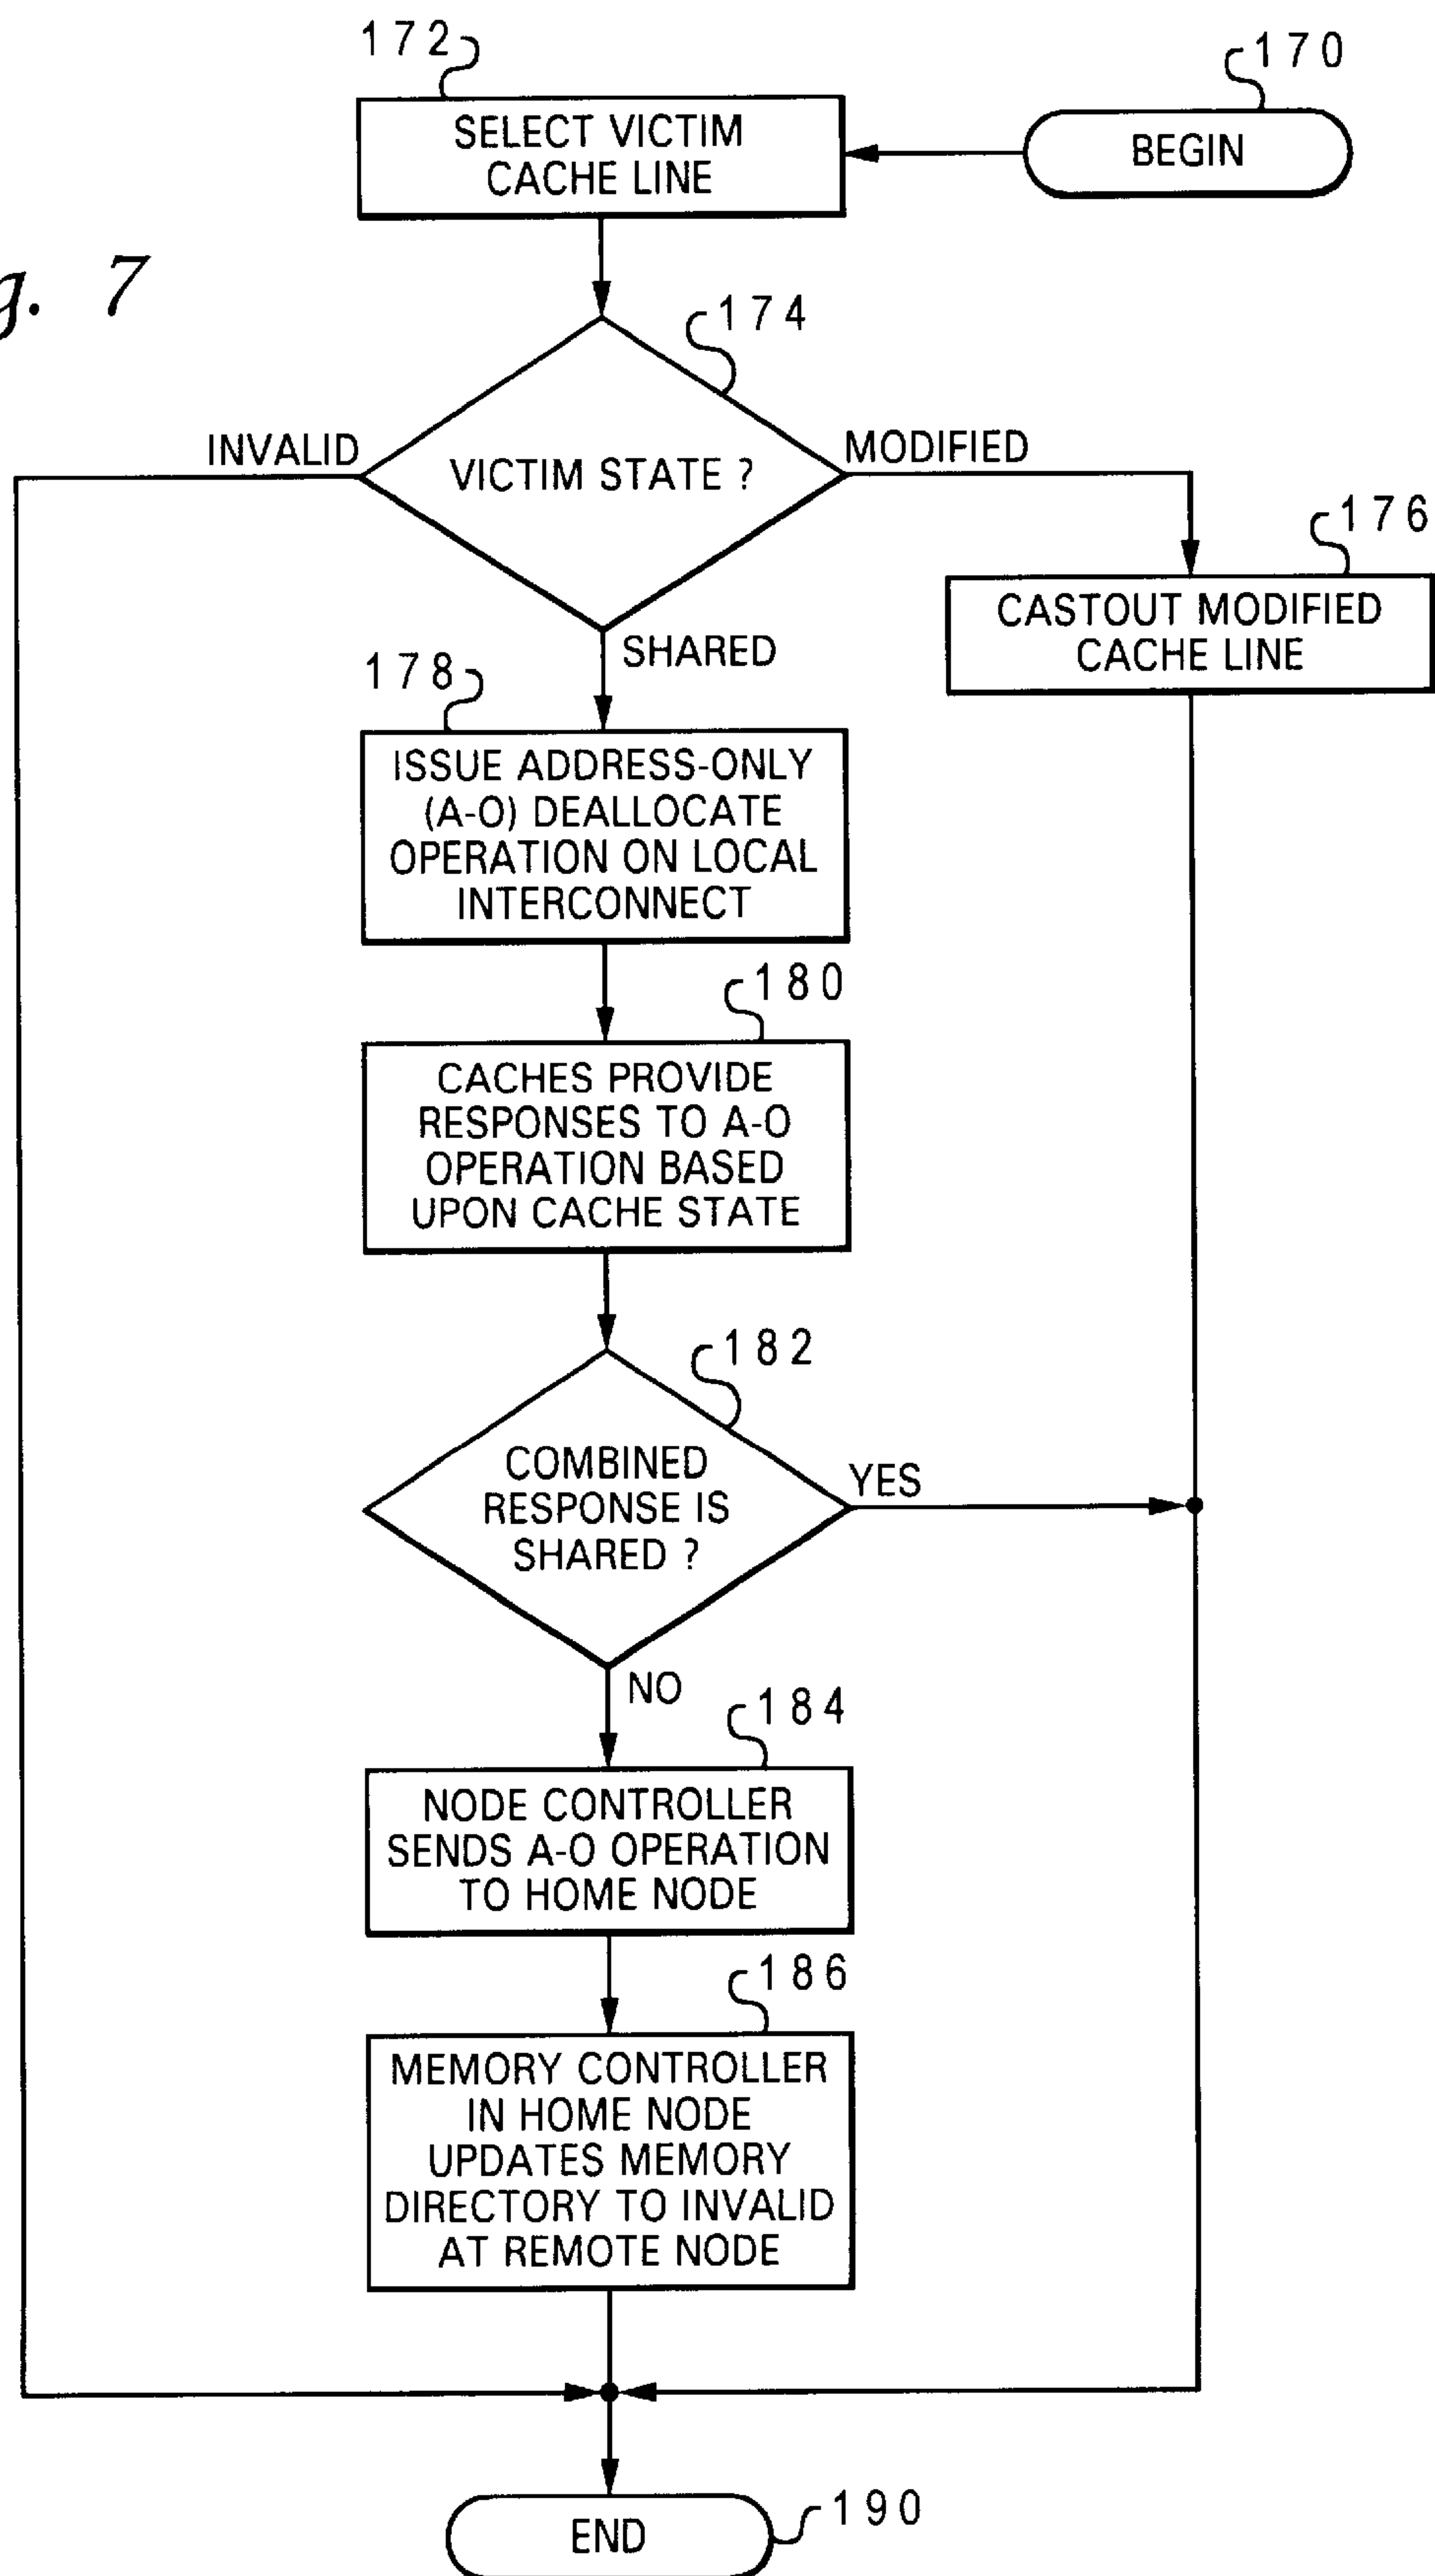 172
170
SELECT VICTIM
CACHE LINE
BEGIN
g. 7
174
INVALID
VICTIM STATE ?
MODIFIED
176
CASTOUT MODIFIED
CACHE LINE
SHARED
178
ISSUE ADDRESS-ONLY
(A-O) DEALLOCATE
OPERATION ON LOCAL
INTERCONNECT
180
CACHES PROVIDE
RESPONSES TO A-O
OPERATION BASED
UPON CACHE STATE
182
COMBINED
RESPONSE IS
SHARED ?
YES
NO
184
NODE CONTROLLER
SENDS A-O OPERATION
TO HOME NODE
186
MEMORY CONTROLLER
IN HOME NODE
UPDATES MEMORY
DIRECTORY TO INVALID
AT REMOTE NODE
END
190